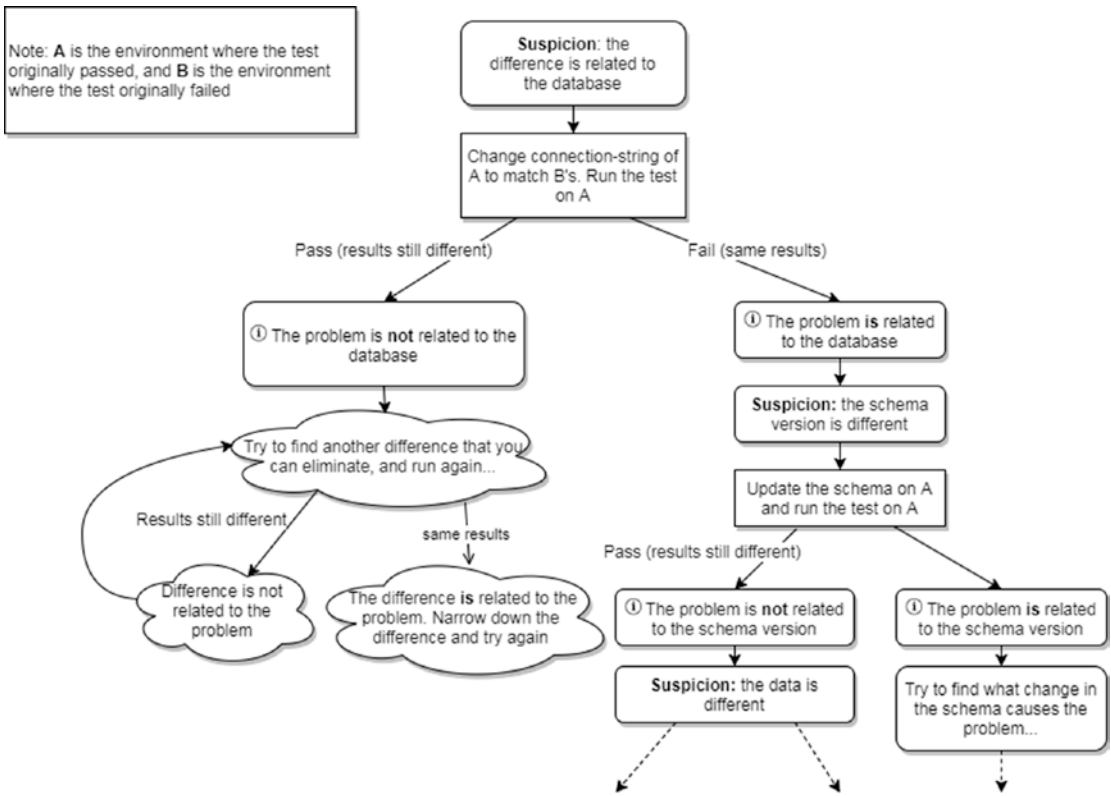 Note: A is the environment where the test
originally passed, and B is the environment
where the test originally failed
Suspicion: the
difference is related to
the database
Change connection-string of
A to match B's. Run the test
on A
Pass (results still different)
Fail (same results)
ⓘ The problem is not related to the
database
ⓘ The problem is related
to the database
Try to find another difference that you
can eliminate, and run again...
Suspicion: the schema
version is different
Results still different
same results
Update the schema on A
and run the test on A
Pass (results still different)
Difference is not
related to the
problem
The difference is related to the
problem. Narrow down the
difference and try again
ⓘ The problem is not related
to the schema version
ⓘ The problem is related
to the schema version
Suspicion: the data is
different
Try to find what change in
the schema causes the
problem...